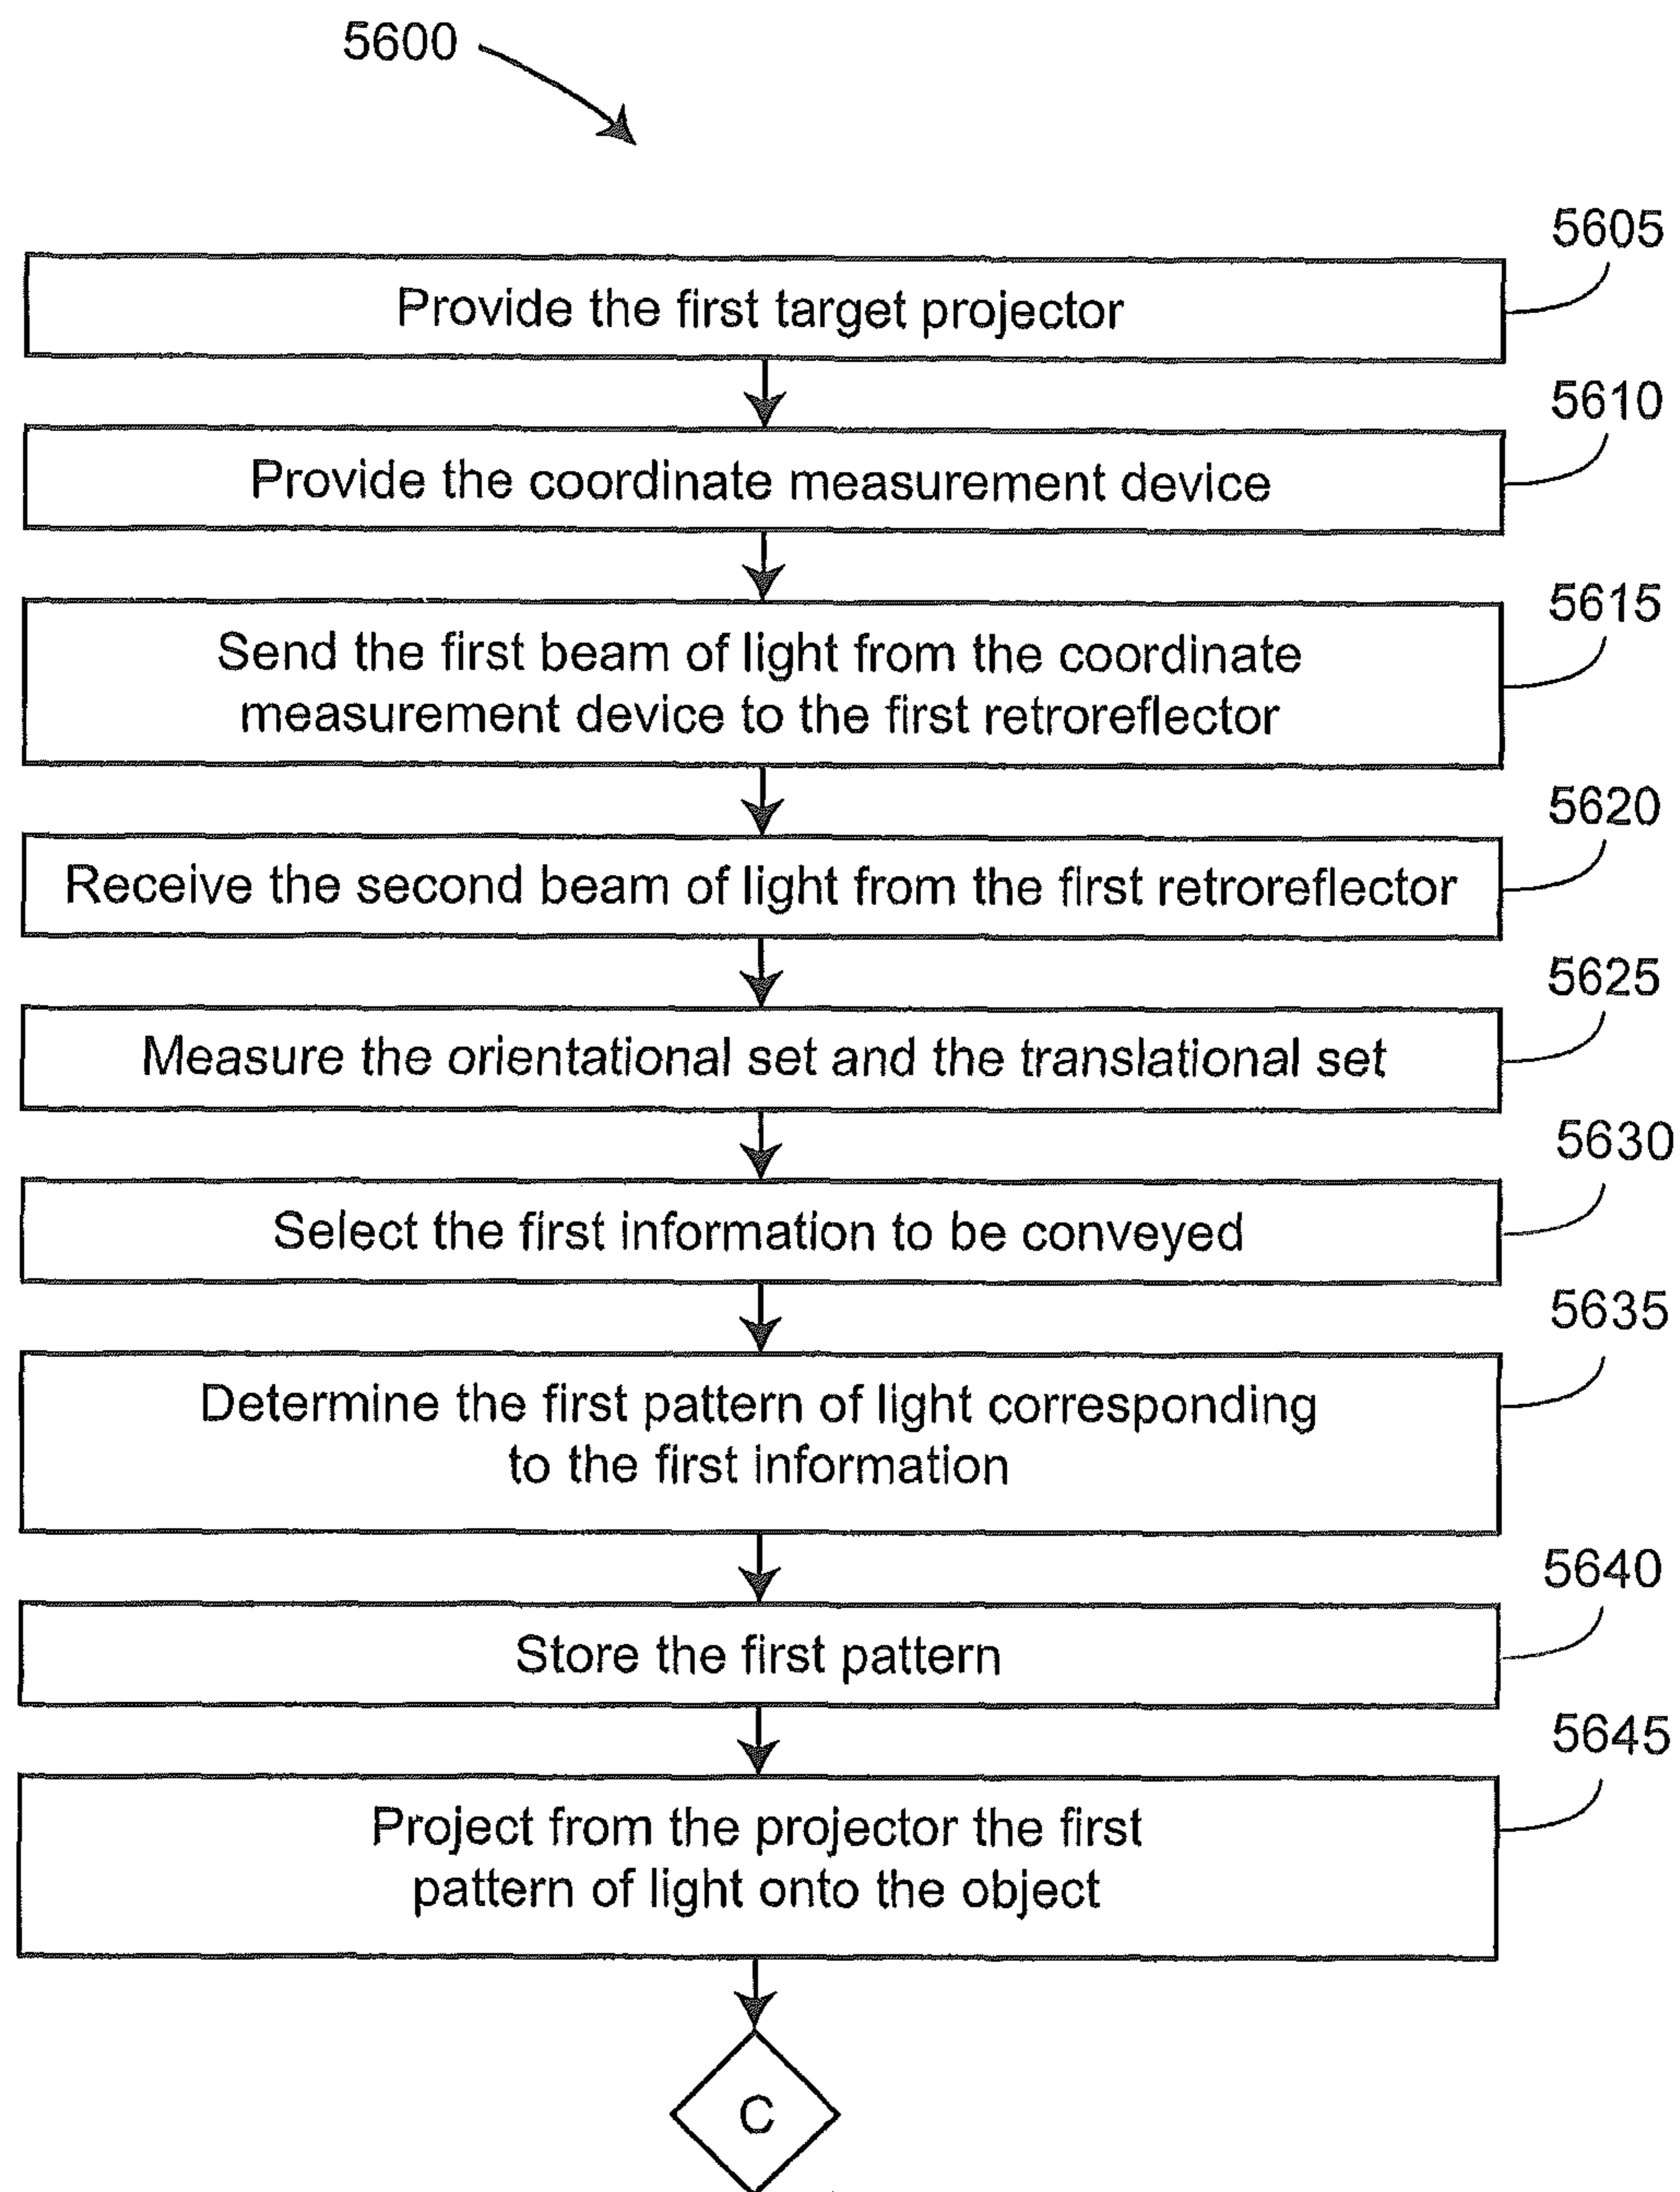 5600
5605
Provide the first target projector
5610
Provide the coordinate measurement device
5615
Send the first beam of light from the coordinate
measurement device to the first retroreflector
5620
Receive the second beam of light from the first retroreflector
5625
Measure the orientational set and the translational set
5630
Select the first information to be conveyed
5635
Determine the first pattern of light corresponding
to the first information
5640
Store the first pattern
5645
Project from the projector the first
pattern of light onto the object
C